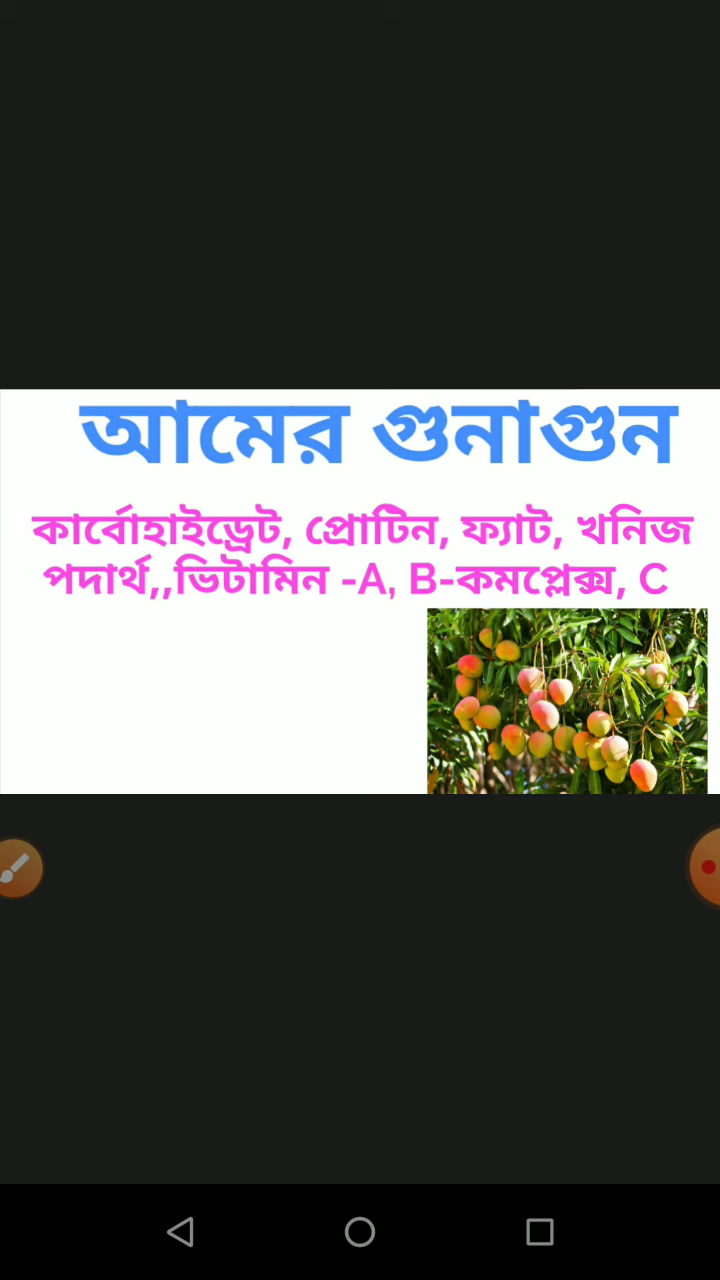 আমের গুনাগুন
কার্বোহাইড্রেট, প্রোটিন, ফ্যাট, খনিজ
পদার্থ,,ভিটামিন -A, B-কমপ্লেক্স, C